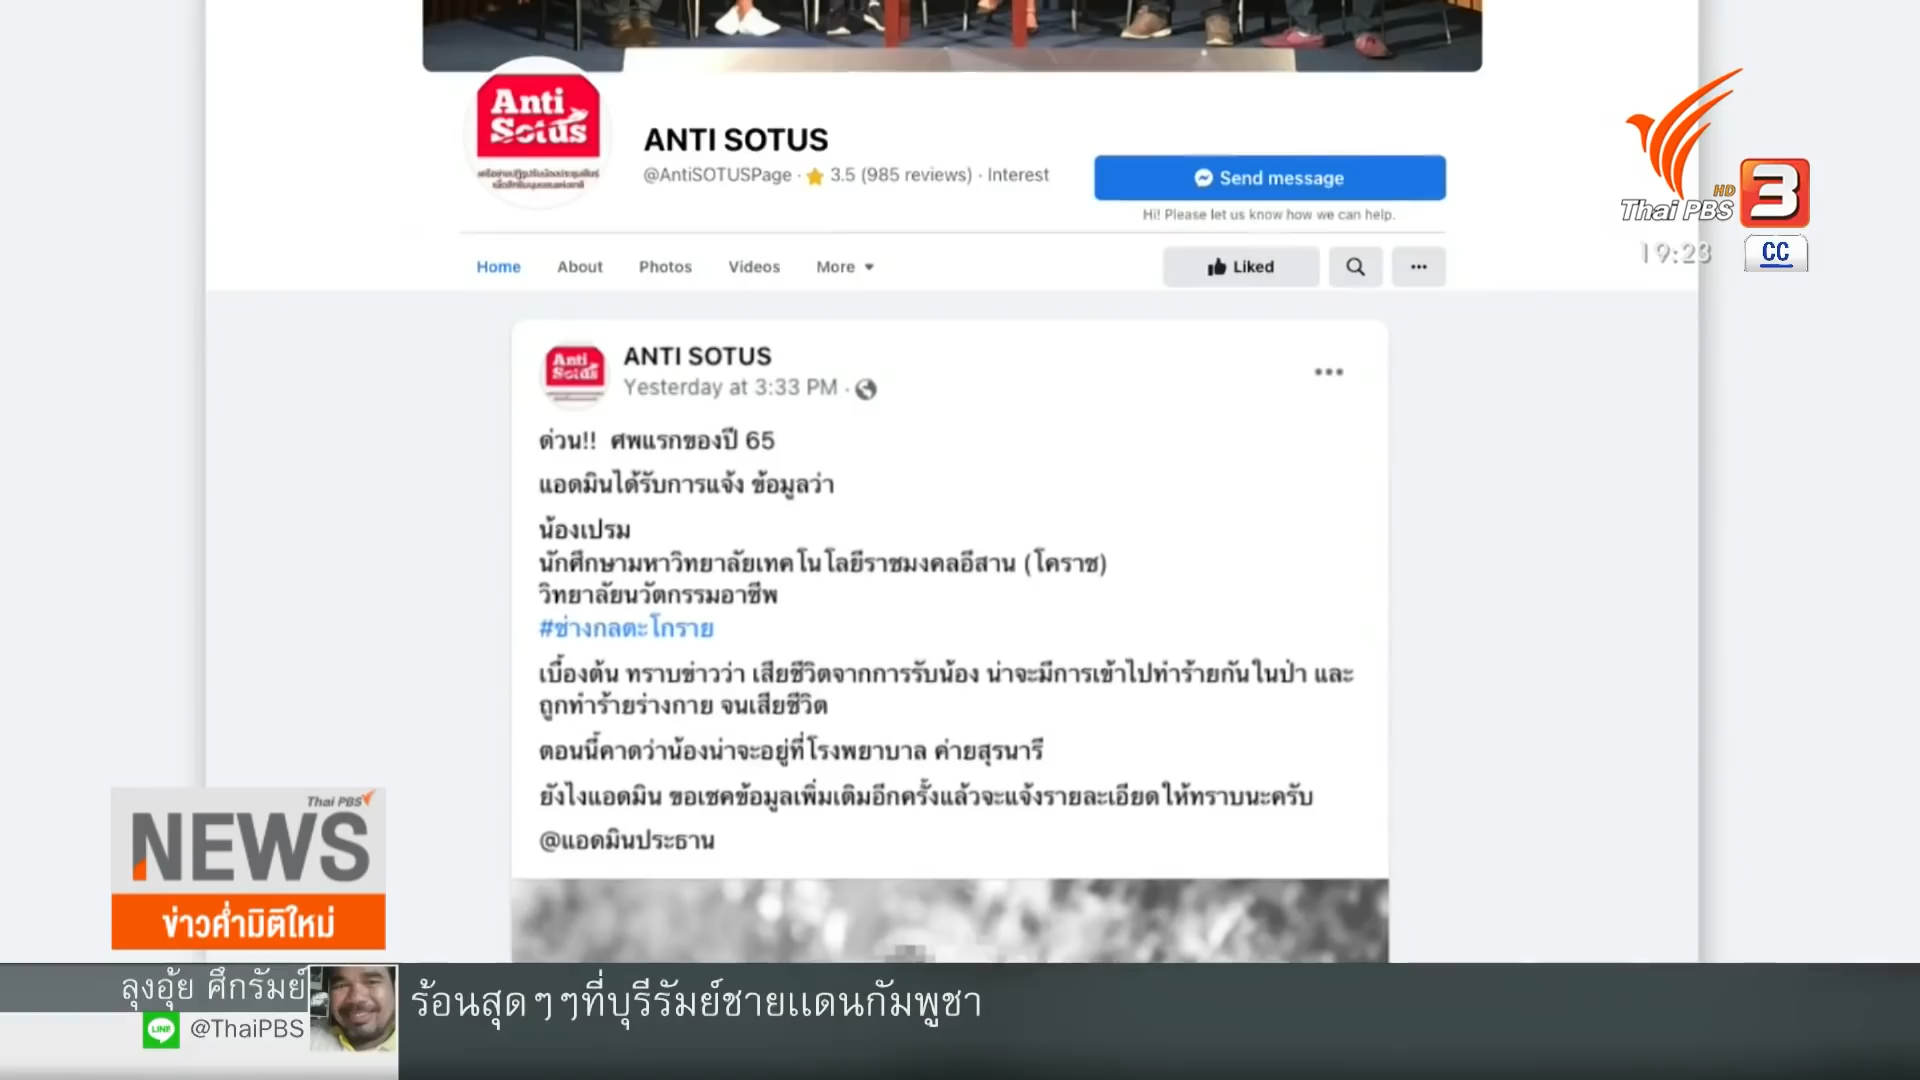 Anti
Sotus
ANTI SOTUS
@AntiSOTUSPage · 3.5 (985 reviews) · Interest
Send message
Hi! Please let us know how we can help.
Home
About
Photos
Videos
More
Liked
HD
Thai PBS
3
19:23
CC
Anti
Sotus
ANTI SOTUS
Yesterday at 3:33 PM ·
ด่วน!! ศพแรกของปี 65
แอดมินได้รับการแจ้ง ข้อมูลว่า
น้องเปรม
นักศึกษามหาวิทยาลัยเทคโนโลยีราชมงคลอีสาน (โคราช)
วิทยาลัยนวัตกรรมอาชีพ
#ช่างกลตะโกราย
เบื้องต้น ทราบข่าวว่า เสียชีวิตจากการรับน้อง น่าจะมีการเข้าไปทำร้ายกันในป่า และ
ถูกทำร้ายร่างกาย จนเสียชีวิต
ตอนนี้คาดว่าน้องน่าจะอยู่ที่โรงพยาบาล ค่ายสุรนารี
ยังไงแอดมิน ขอเชคข้อมูลเพิ่มเติมอีกครั้งแล้วจะแจ้งรายละเอียดให้ทราบนะครับ
@แอดมินประธาน
Thai PBS
NEWS
ข่าวค่ำมิติใหม่
ลุงอุ้ย ศึกรัมย์
LINE
@ThaiPBS
ร้อนสุดๆๆที่บุรีรัมย์ชายแดนกัมพูชา